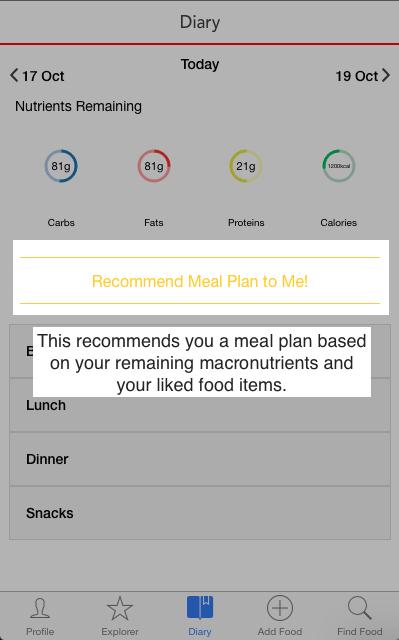 Diary
Today
17 Oct
19 Oct
Nutrients Remaining
81g
81g
21g
1200kcal
Carbs
Fats
Proteins
Calories
Recommend Meal Plan to Me!
This recommends you a meal plan based
on your remaining macronutrients and
your liked food items.
Lunch
Dinner
Snacks
Profile
Explorer
Diary
Add Food
Find Food